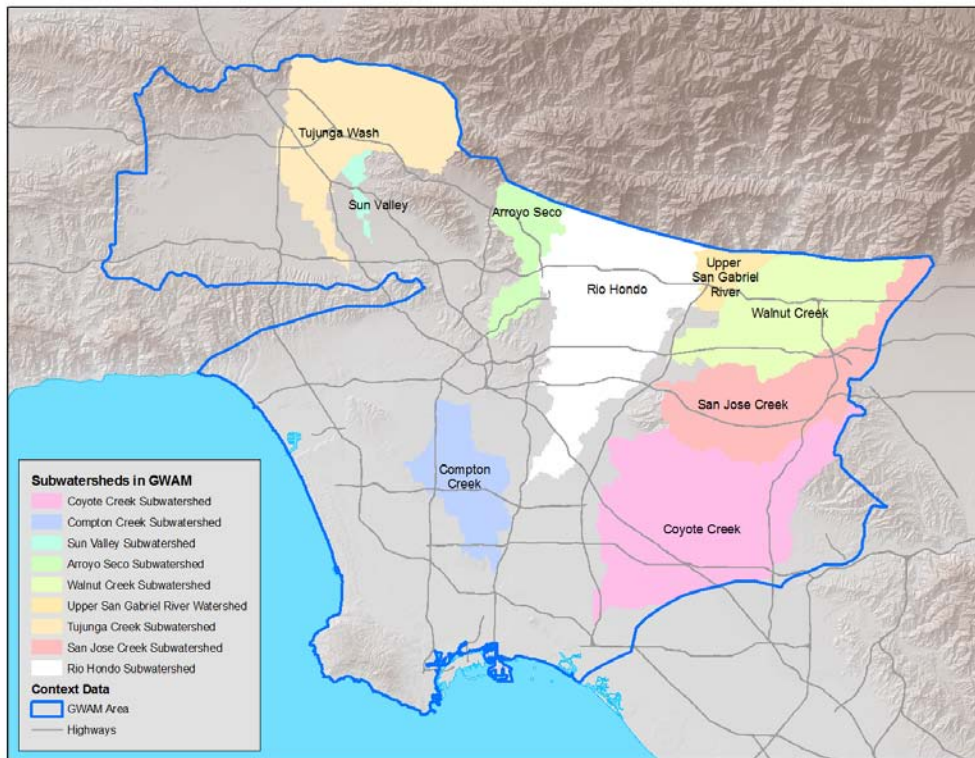 Tujunga Wash
Sun Valley
Arroyo Seco
Rio Hondo
Upper
San Gabriel
River
Walnut Creek
San Jose Creek
Compton
Creek
Coyote Creek
Subwatersheds in GWAM
Coyote Creek Subwatershed
Compton Creek Subwatershed
Sun Valley Subwatershed
Arroyo Seco Subwatershed
Walnut Creek Subwatershed
Upper San Gabriel River Watershed
Tujunga Creek Subwatershed
San Jose Creek Subwatershed
Rio Hondo Subwatershed
Context Data
GWAM Area
Highways